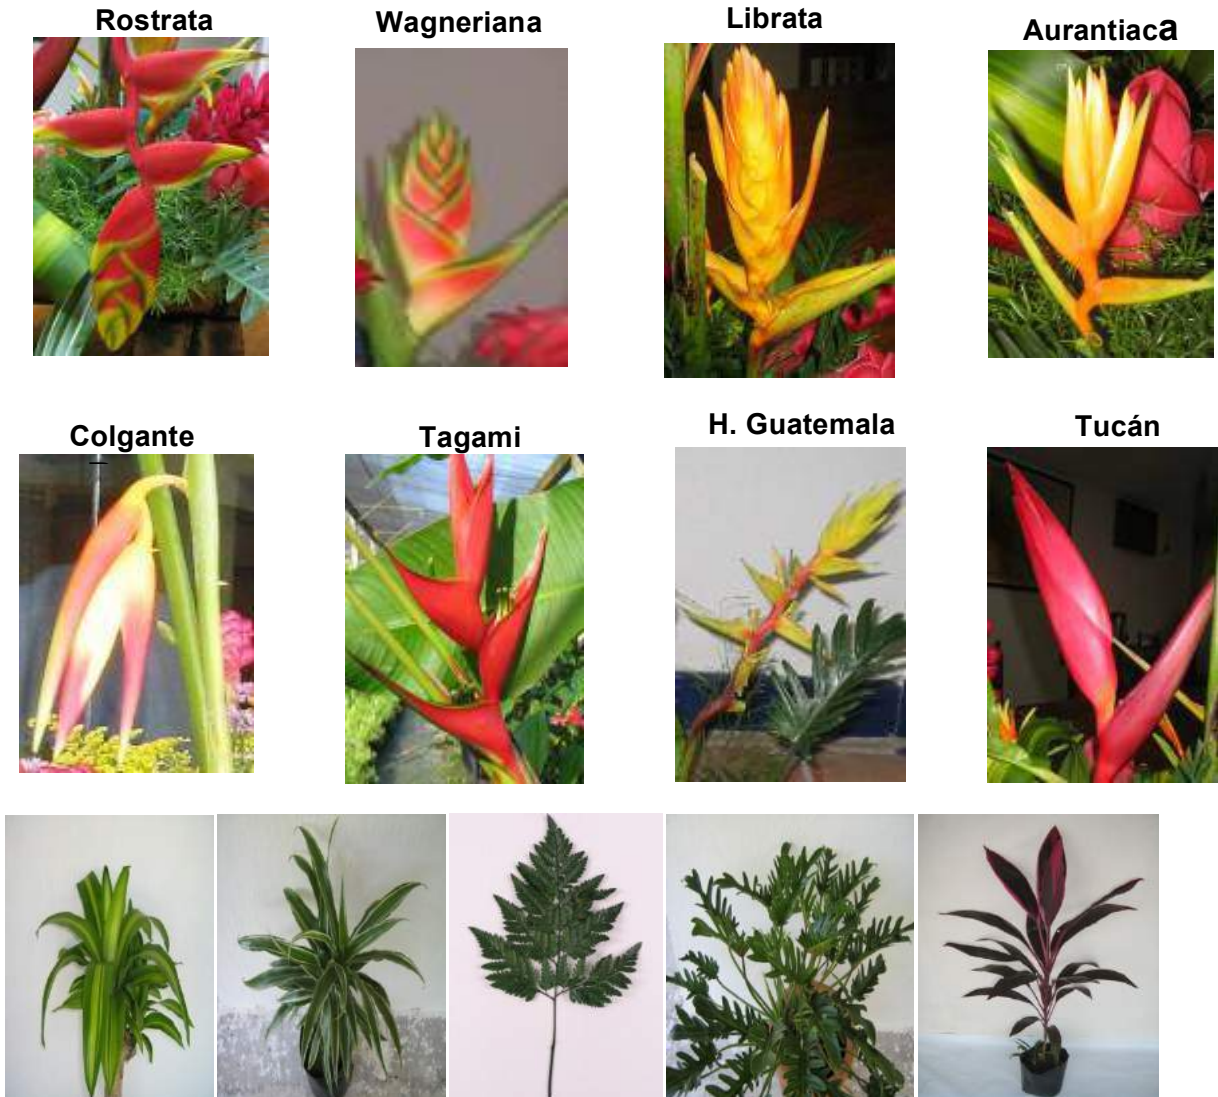 Rostrata
Wagneriana
Librata
Aurantiaca
Colgante
Tagami
H. Guatemala
Tucán